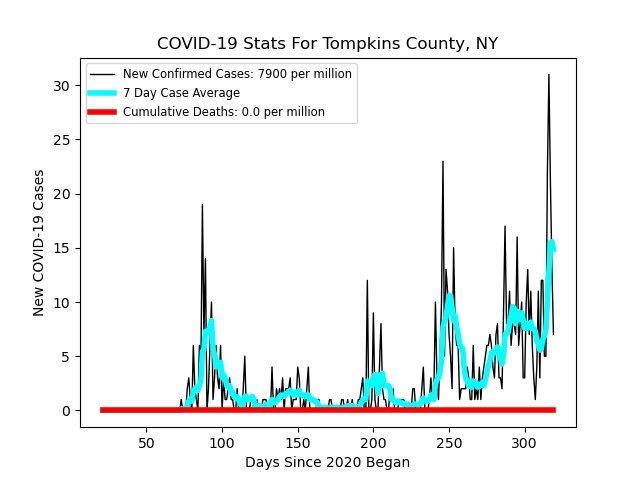 COVID-19 Stats For Tompkins County, NY
New Confirmed Cases: 7900 per million
7 Day Case Average
Cumulative Deaths: 0.0 per million
New COVID-19 Cases
30
25
20
15
10
5
0
50 100 150 200 250 300
Days Since 2020 Began